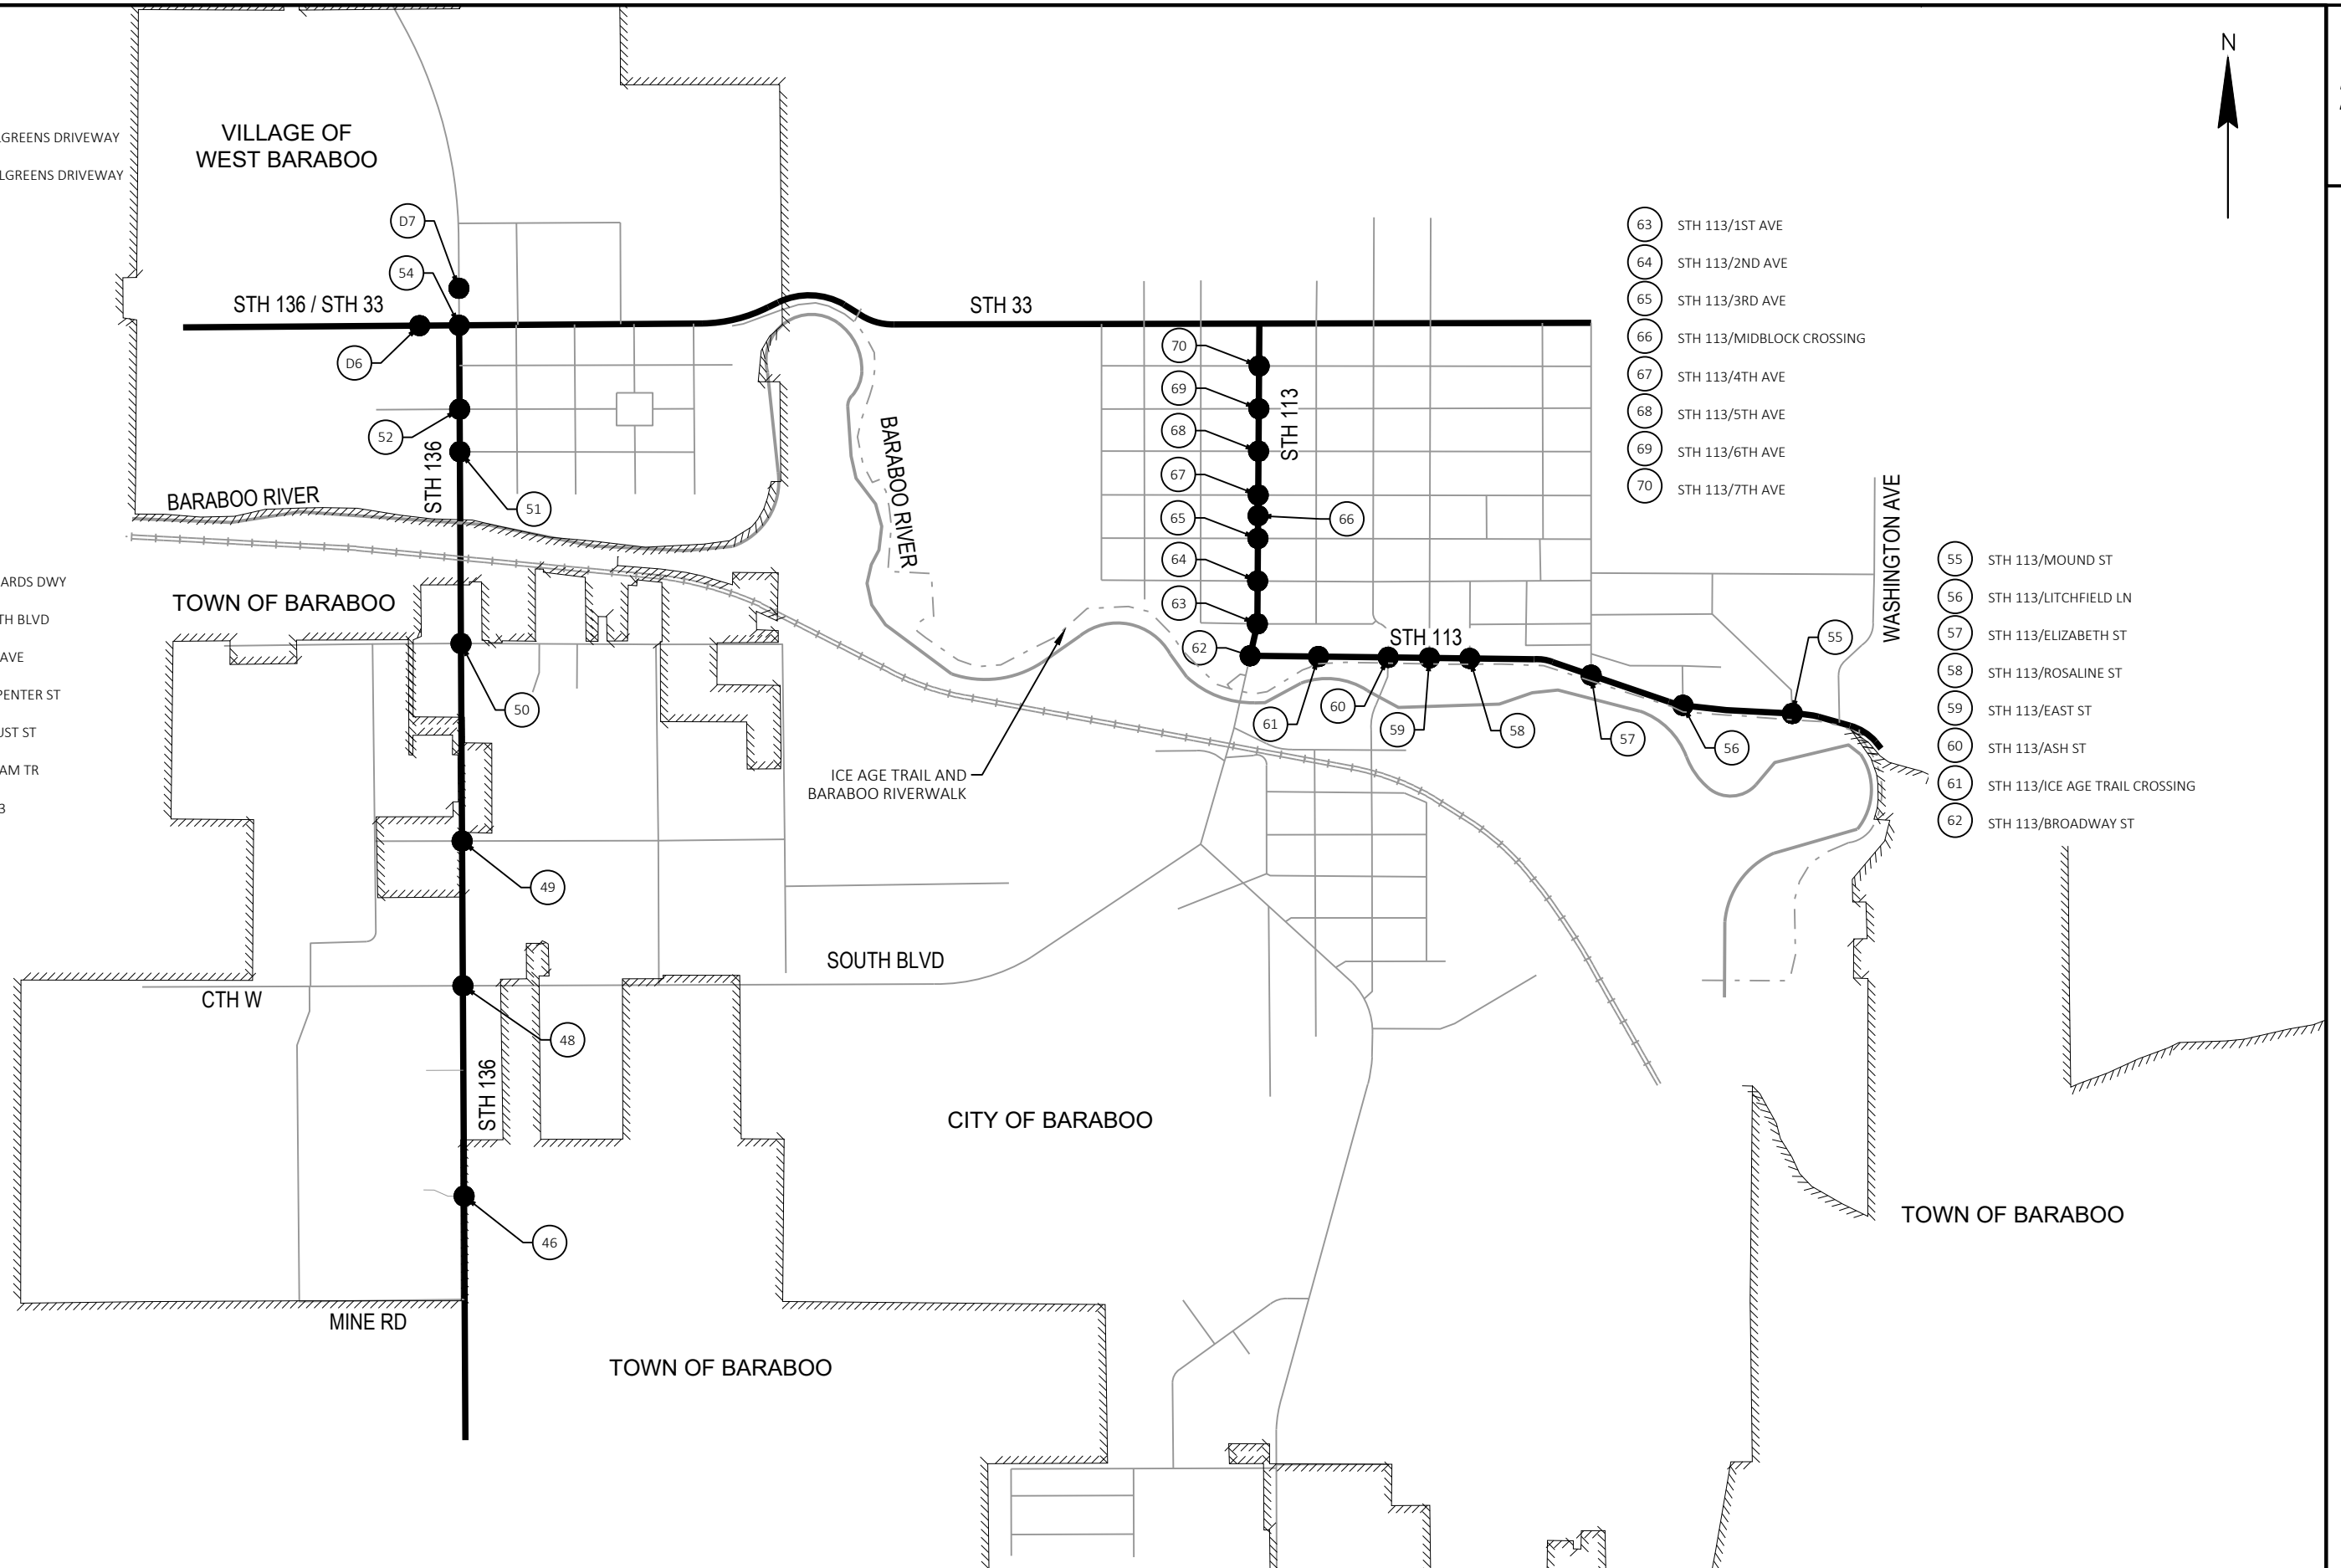 N
VILLAGE OF
WEST BARABOO
GREENS DRIVEWAY
LGREENS DRIVEWAY
D7
54
STH 136 / STH 33
D6
STH 33
52
STH 136
51
BARABOO RIVER
BARABOO RIVER
70
69
68
67
66
65
64
63
62
STH 113
STH 113
63 STH 113/1ST AVE
64 STH 113/2ND AVE
65 STH 113/3RD AVE
66 STH 113/MIDBLOCK CROSSING
67 STH 113/4TH AVE
68 STH 113/5TH AVE
69 STH 113/6TH AVE
70 STH 113/7TH AVE
WASHINGTON AVE
55 STH 113/MOUND ST
56 STH 113/LITCHFIELD LN
57 STH 113/ELIZABETH ST
58 STH 113/ROSALINE ST
59 STH 113/EAST ST
60 STH 113/ASH ST
61 STH 113/ICE AGE TRAIL CROSSING
62 STH 113/BROADWAY ST
ARDS DWY
TH BLVD
AVE
PENTER ST
UST ST
AM TR
3
TOWN OF BARABOO
50
61
60
59
58
57
56
55
ICE AGE TRAIL AND
BARABOO RIVERWALK
49
SOUTH BLVD
CTH W
48
STH 136
CITY OF BARABOO
46
TOWN OF BARABOO
MINE RD
TOWN OF BARABOO